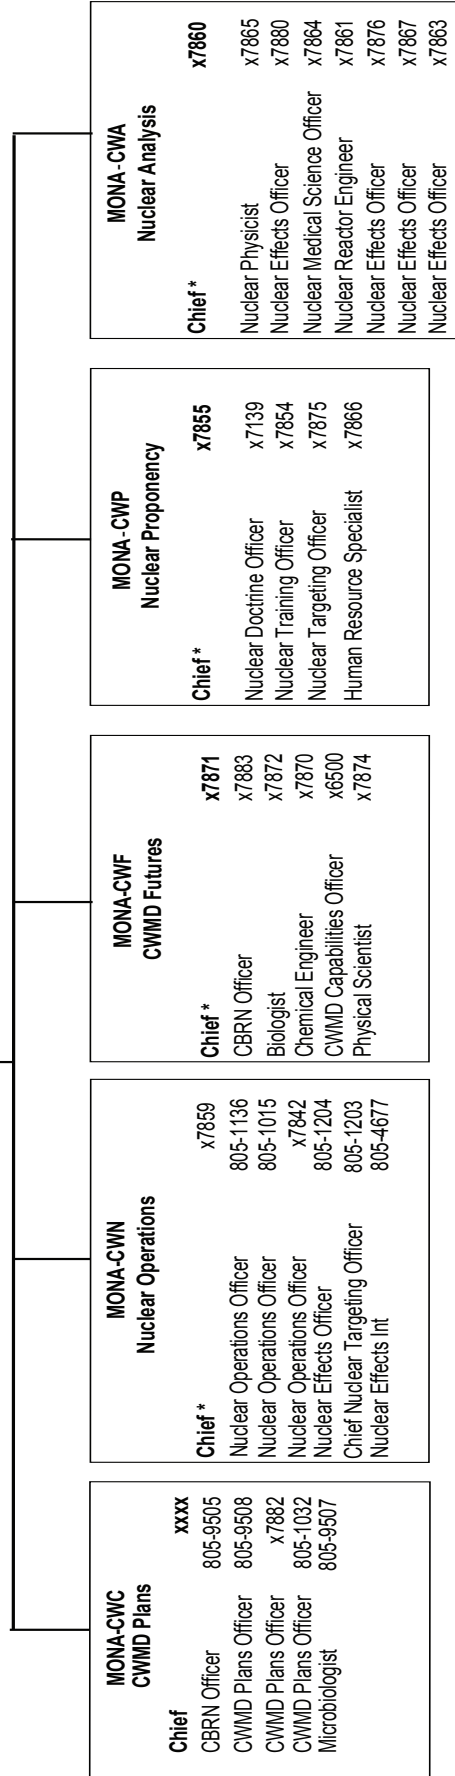 MONA-CWC
CWMD Plans
Chief xxxx
CBRN Officer 805-9505
CWMD Plans Officer 805-9508
CWMD Plans Officer x7882
CWMD Plans Officer 805-1032
Microbiologist 805-9507
MONA-CWN
Nuclear Operations
Chief * x7859
Nuclear Operations Officer 805-1136
Nuclear Operations Officer 805-1015
Nuclear Operations Officer x7842
Nuclear Effects Officer 805-1204
Chief Nuclear Targeting Officer 805-1203
Nuclear Effects Int 805-4677
MONA-CWF
CWMD Futures
Chief * x7871
CBRN Officer x7883
Biologist x7872
Chemical Engineer x7870
CWMD Capabilities Officer x6500
Physical Scientist x7874
MONA-CWP
Nuclear Proponency
Chief * x7855
Nuclear Doctrine Officer x7139
Nuclear Training Officer x7854
Nuclear Targeting Officer x7875
Human Resource Specialist x7866
MONA-CWA
Nuclear Analysis
Chief * x7860
Nuclear Physicist x7865
Nuclear Effects Officer x7880
Nuclear Medical Science Officer x7864
Nuclear Reactor Engineer x7861
Nuclear Effects Officer x7876
Nuclear Effects Officer x7867
Nuclear Effects Officer x7863